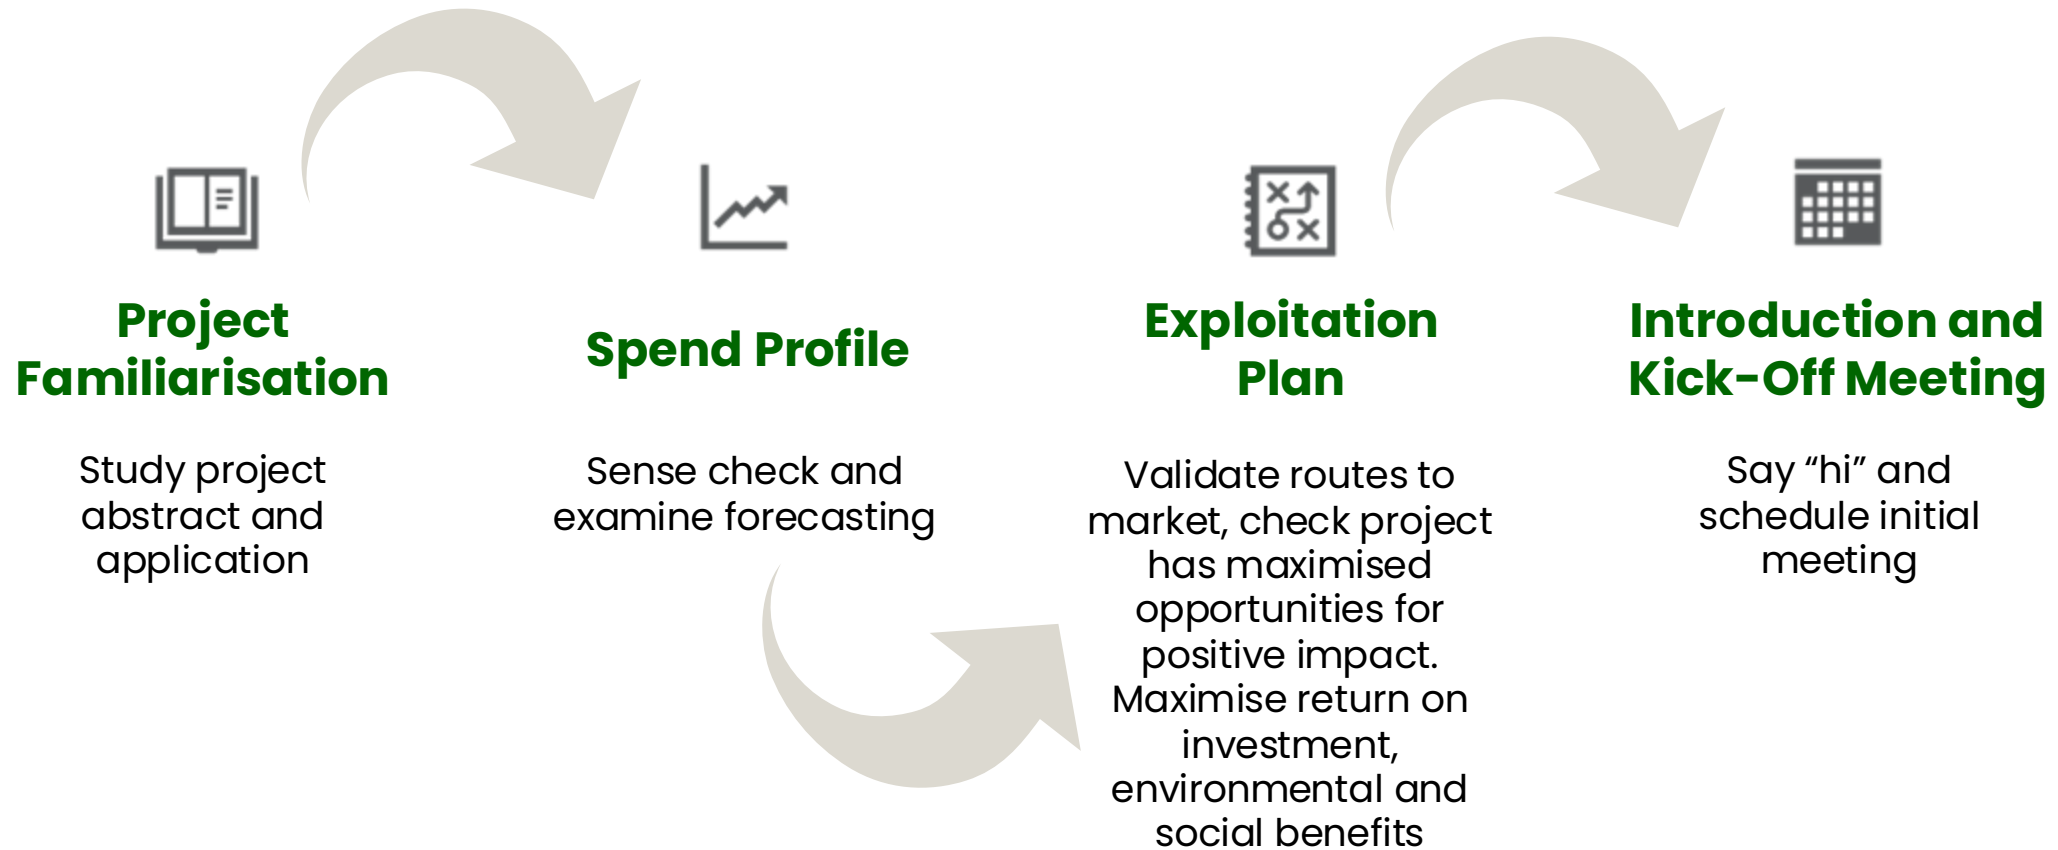 Project
Familiarisation
Study project
abstract and
application
Spend Profile
Sense check and
examine forecasting
Exploitation
Plan
Validate routes to
market, check project
has maximised
opportunities for
positive impact.
Maximise return on
investment,
environmental and
social benefits
Introduction and
Kick-Off Meeting
Say “hi” and
schedule initial
meeting